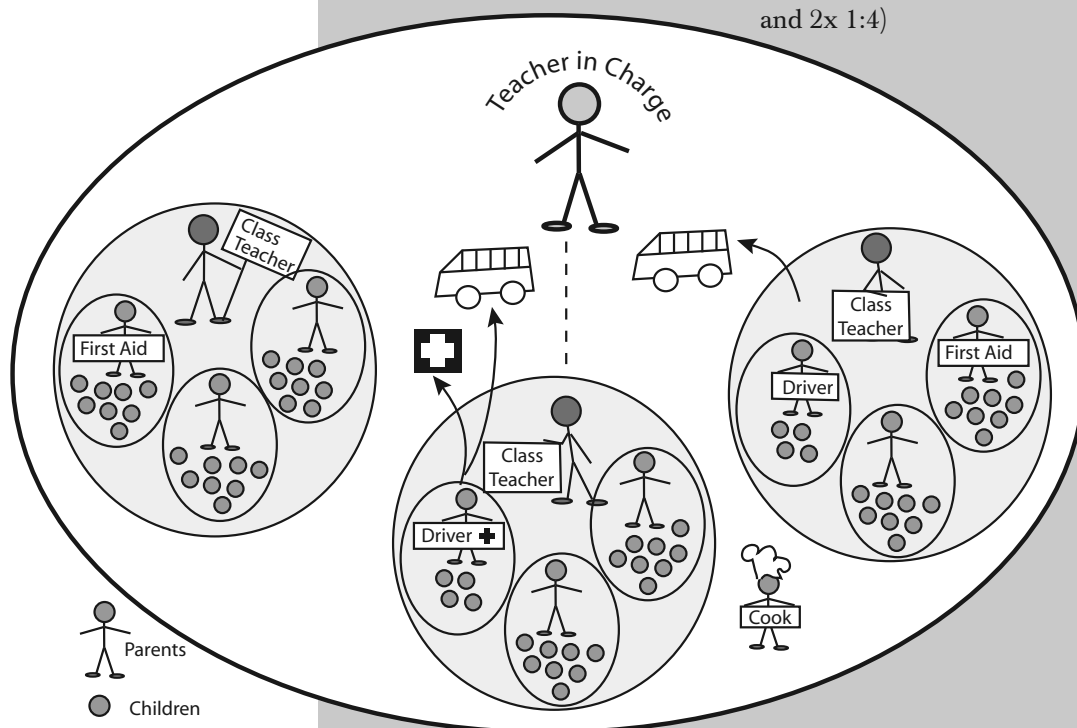 and 2x 1:4)
Teacher in Charge
Class
Teacher
First Aid
Class
Teacher
First Aid
Driver
Class
Teacher
Driver
Cook
Parents
Children